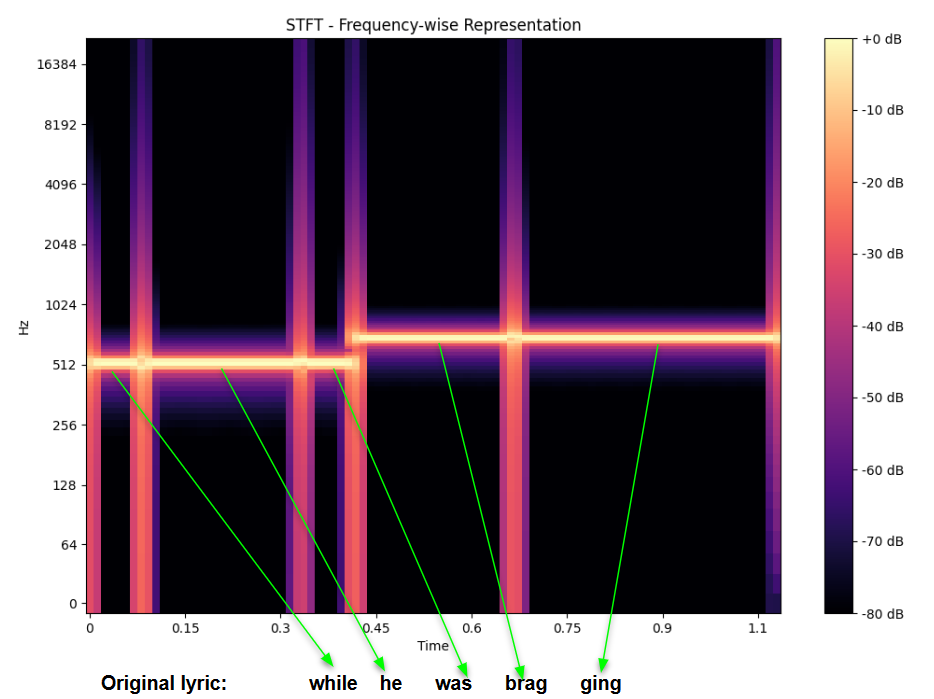 STFT - Frequency-wise Representation
+0 dB
16384
-10 dB
8192
-20 dB
4096
-30 dB
2048
1024
-40 dB
Hz
512
-50 dB
256
-60 dB
128
64
-70 dB
0
-80 dB
0 0.15 0.3 0.45 0.6 0.75 0.9 1.1
Time
Original lyric: while he was brag ging